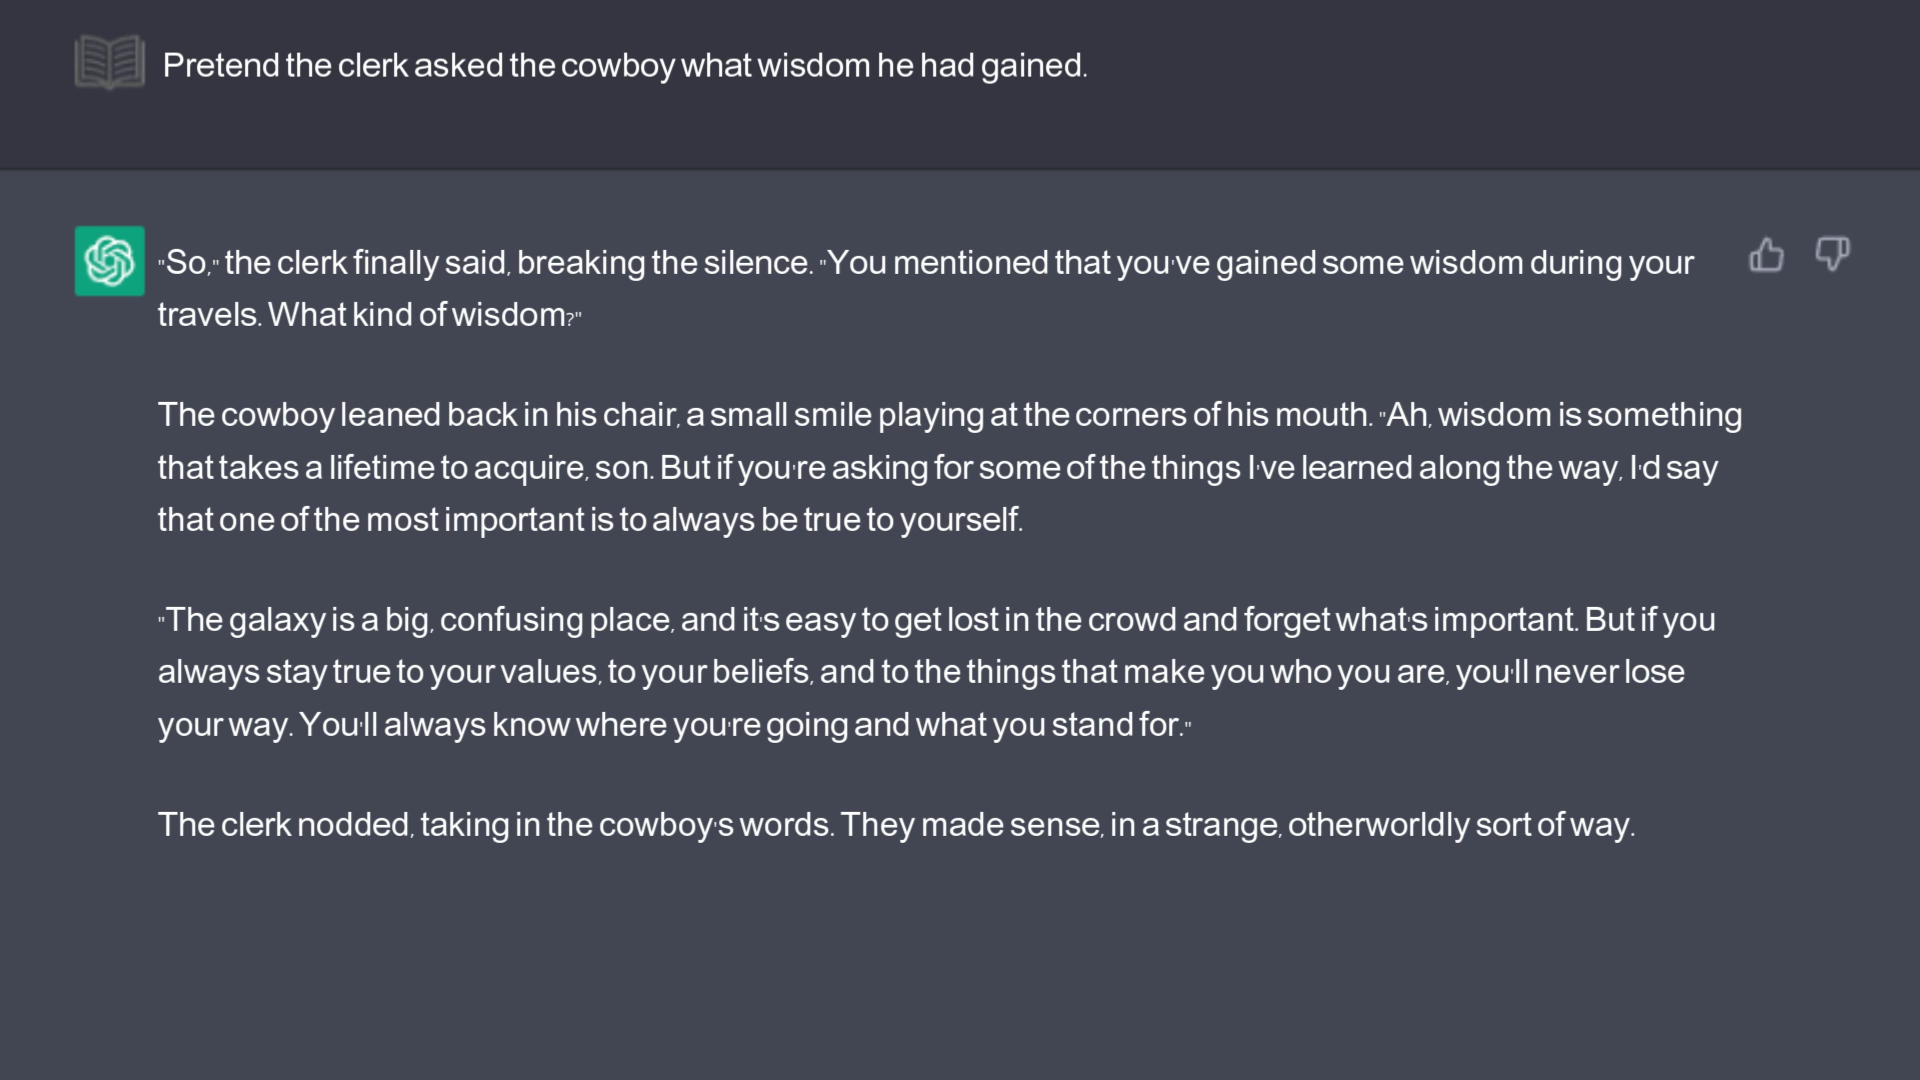 Pretend the clerk asked the cowboy what wisdom he had gained.
"So," the clerk finally said, breaking the silence. "You mentioned that you've gained some wisdom during your
travels. What kind of wisdom?"
The cowboy leaned back in his chair, a small smile playing at the corners of his mouth. "Ah, wisdom is something
that takes a lifetime to acquire, son. But if you're asking for some of the things I've learned along the way, I'd say
that one of the most important is to always be true to yourself.
"The galaxy is a big, confusing place, and it's easy to get lost in the crowd and forget what's important. But if you
always stay true to your values, to your beliefs, and to the things that make you who you are, you'll never lose
your way. You'll always know where you're going and what you stand for."
The clerk nodded, taking in the cowboy's words. They made sense, in a strange, otherworldly sort of way.